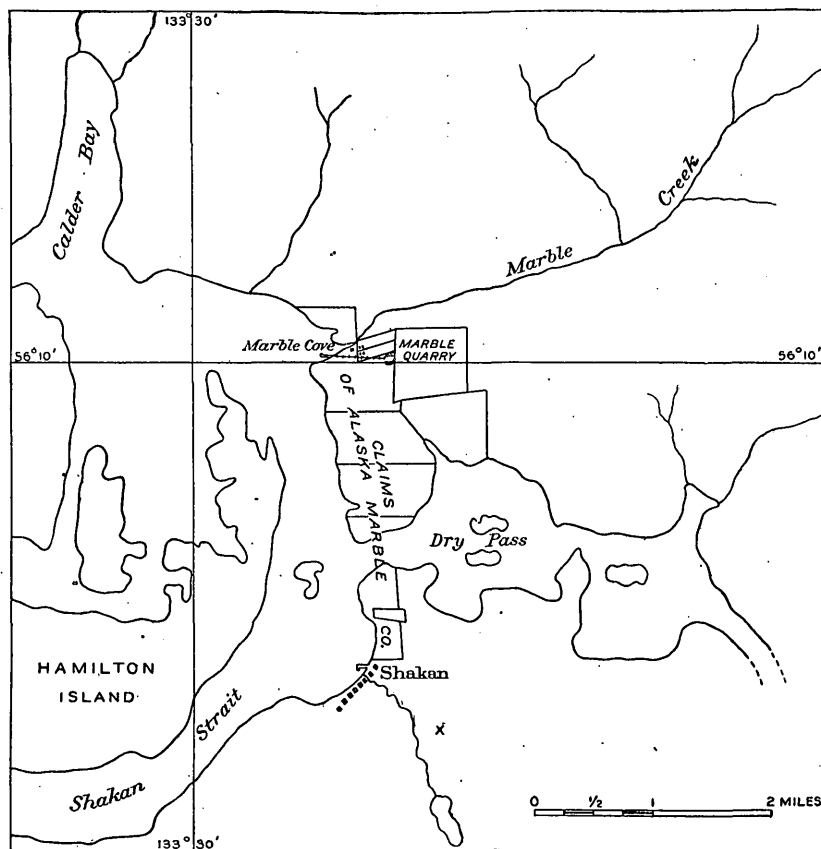 133° 30'
Calder Bay
Marble Creek
Marble Cove
MARBLE
QUARRY
56° 10'
56° 10'
CLAIMS
OF ALASKA MARBLE CO.
Dry Pass
HAMILTON
ISLAND
Shakan
Shakan Strait
X
0 ½ 1 2 MILES
133° 30'